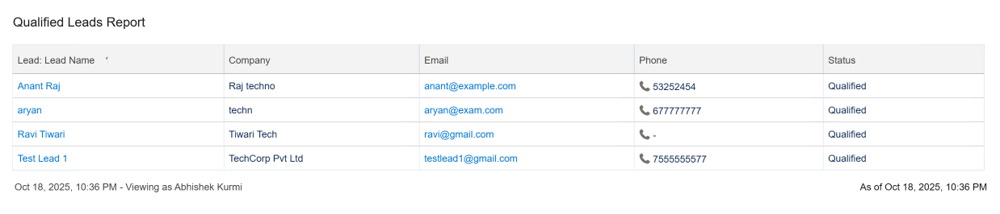 Qualified Leads Report
Lead: Lead Name Company Email Phone Status
Anant Raj Raj techno anant@example.com 53252454 Qualified
aryan techn aryan@exam.com 677777777 Qualified
Ravi Tiwari Tiwari Tech ravi@gmail.com - Qualified
Test Lead 1 TechCorp Pvt Ltd testlead1@gmail.com 7555555577 Qualified
Oct 18, 2025, 10:36 PM - Viewing as Abhishek Kurmi As of Oct 18, 2025, 10:36 PM